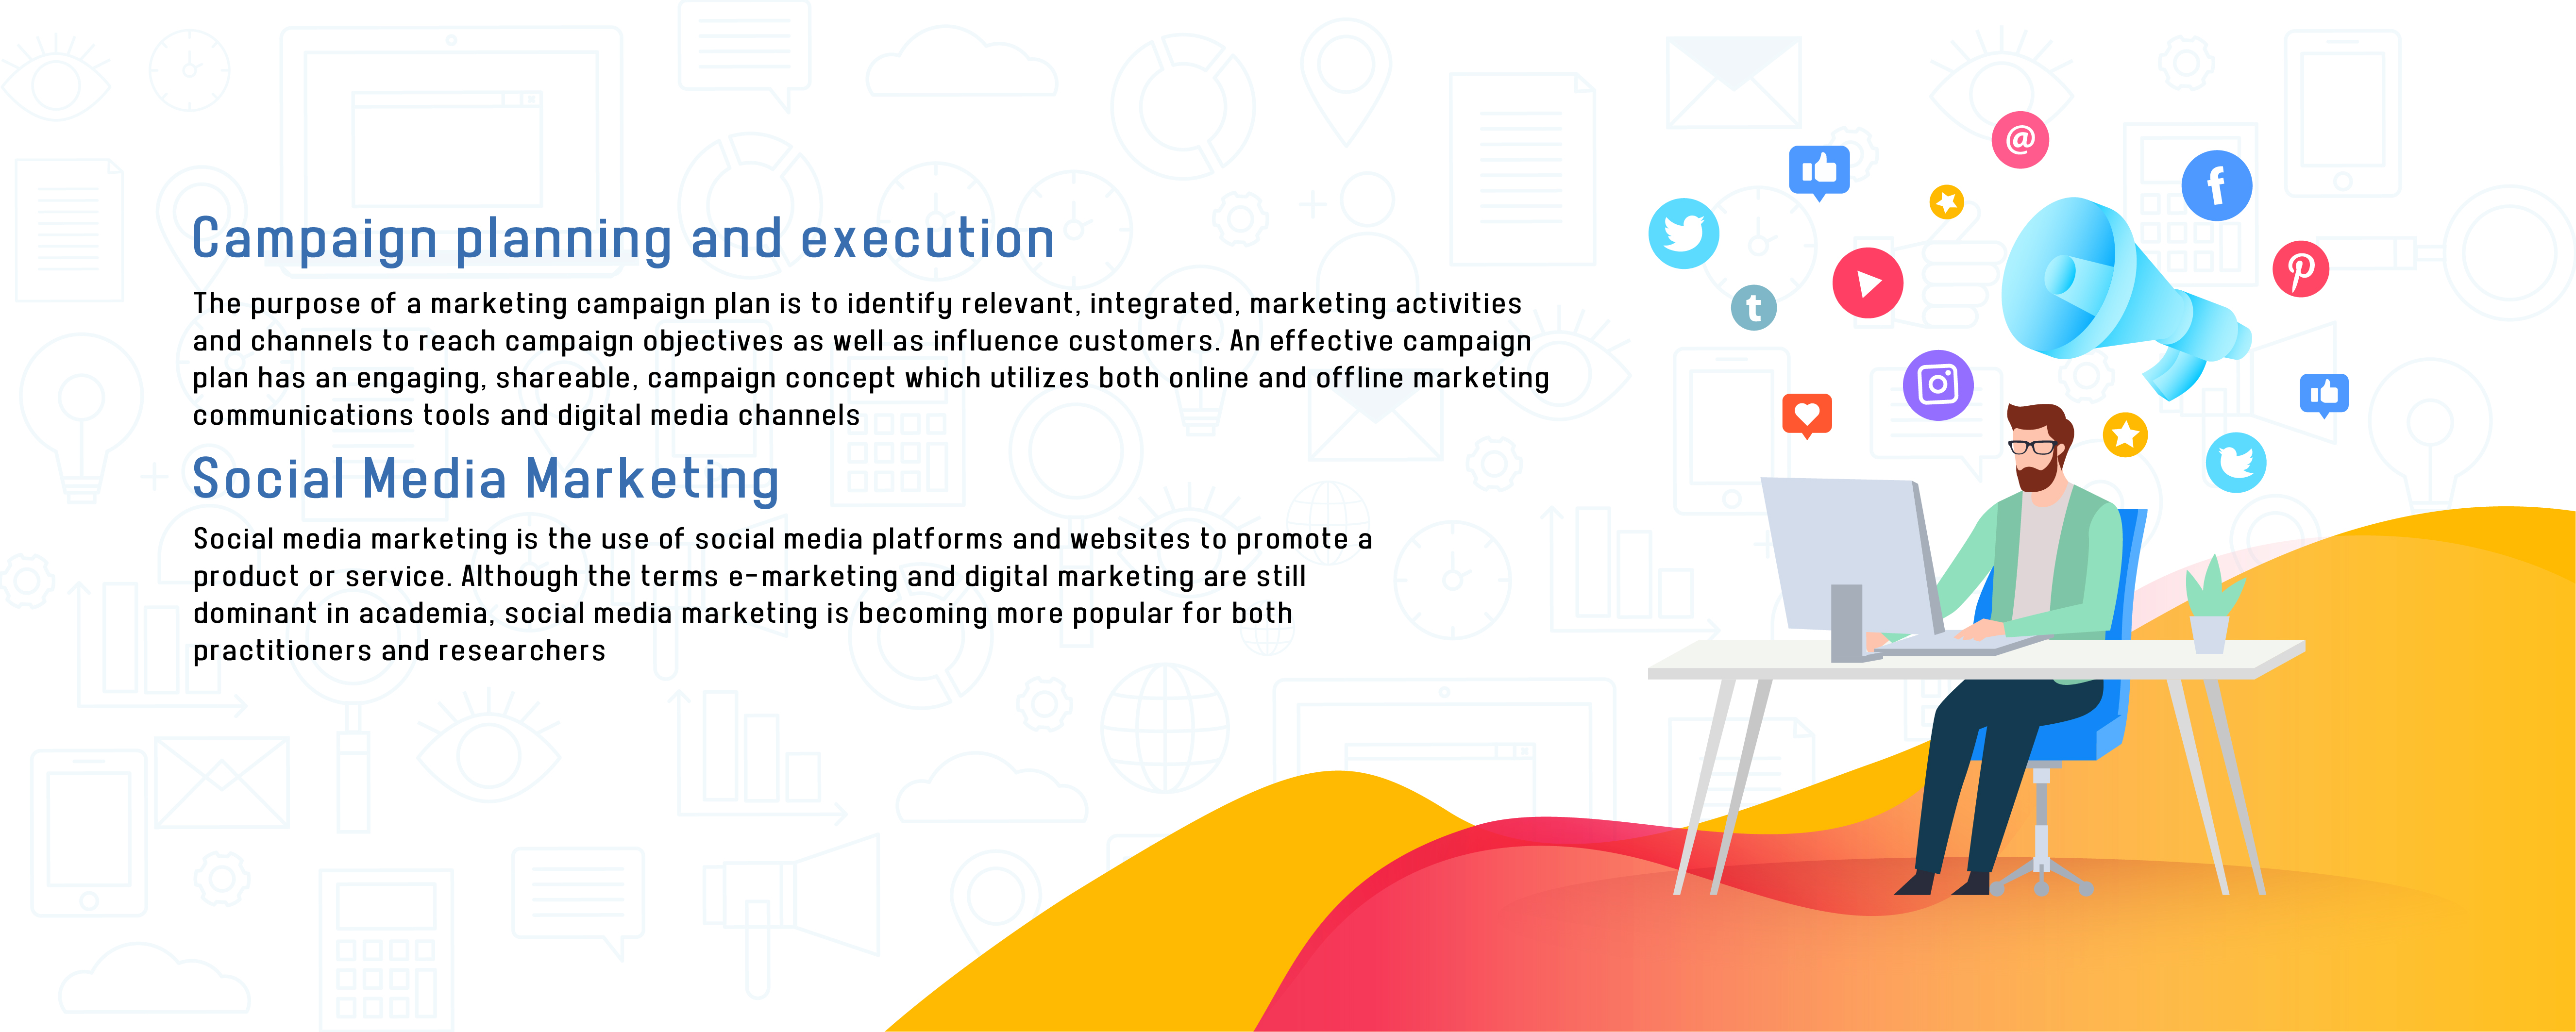 Campaign planning and execution
The purpose of a marketing campaign plan is to identify relevant, integrated, marketing activities
and channels to reach campaign objectives as well as influence customers. An effective campaign
plan has an engaging, shareable, campaign concept which utilizes both online and offline marketing
communications tools and digital media channels
Social Media Marketing
Social media marketing is the use of social media platforms and websites to promote a
product or service. Although the terms e-marketing and digital marketing are still
dominant in academia, social media marketing is becoming more popular for both
practitioners and researchers